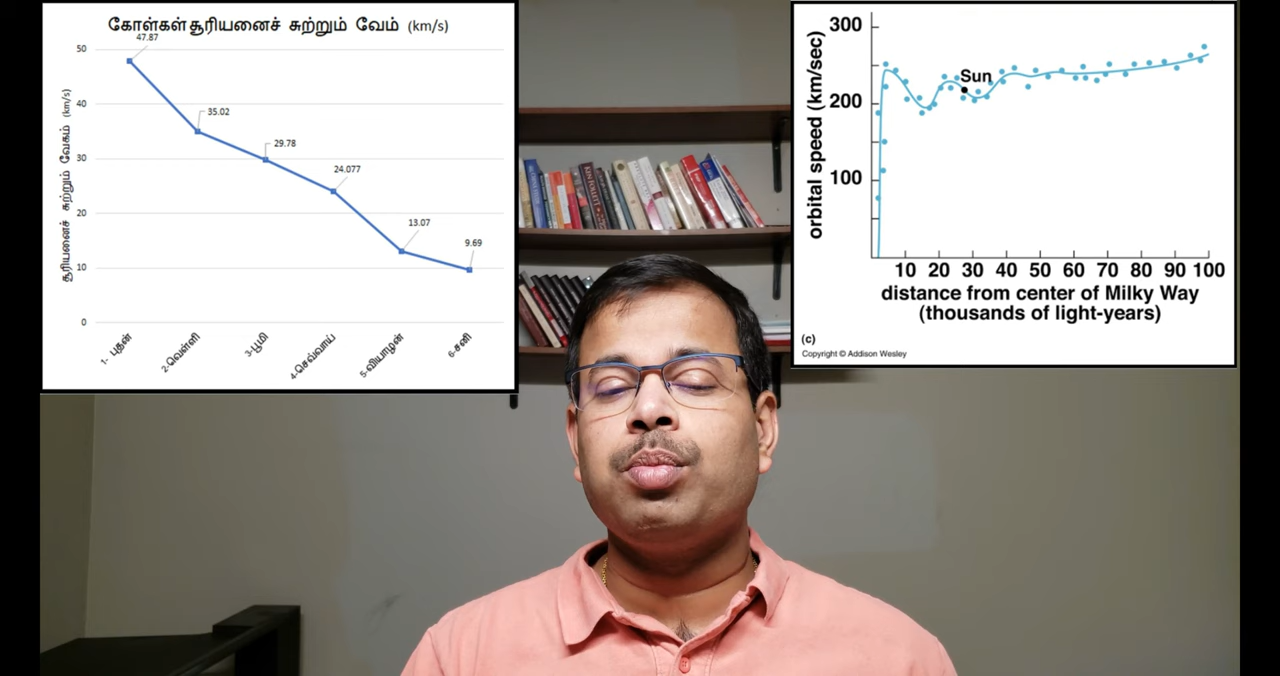 கோள்கள் சூரியனைச் சுற்றும் வேம் (km/s)
சூரியனைச் சுற்றும் வேகம் (km/s)
50
40
30
20
10
0
47.87
35.02
29.78
24.077
13.07
9.69
1- புதன்
2-வெள்ளி
3-பூமி
4-செவ்வாய்
5-வியாழன்
6-சனி
orbital speed (km/sec)
300
200
100
Sun
10 20 30 40 50 60 70 80 90 100
distance from center of Milky Way
(thousands of light-years)
(c)
Copyright © Addison Wesley